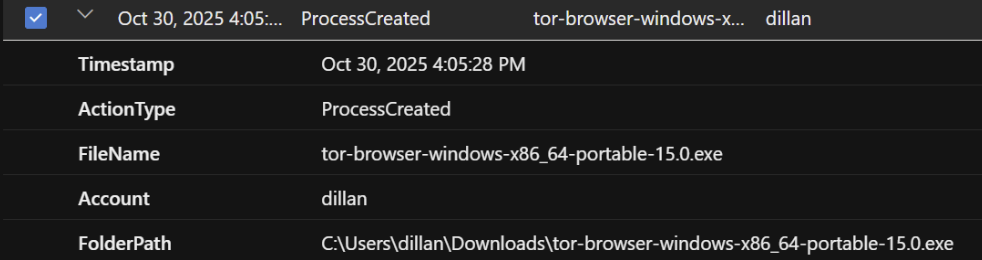 Oct 30, 2025 4:05:... ProcessCreated tor-browser-windows-x... dillan
Timestamp Oct 30, 2025 4:05:28 PM
ActionType ProcessCreated
FileName tor-browser-windows-x86_64-portable-15.0.exe
Account dillan
FolderPath C:\Users\dillan\Downloads\tor-browser-windows-x86_64-portable-15.0.exe